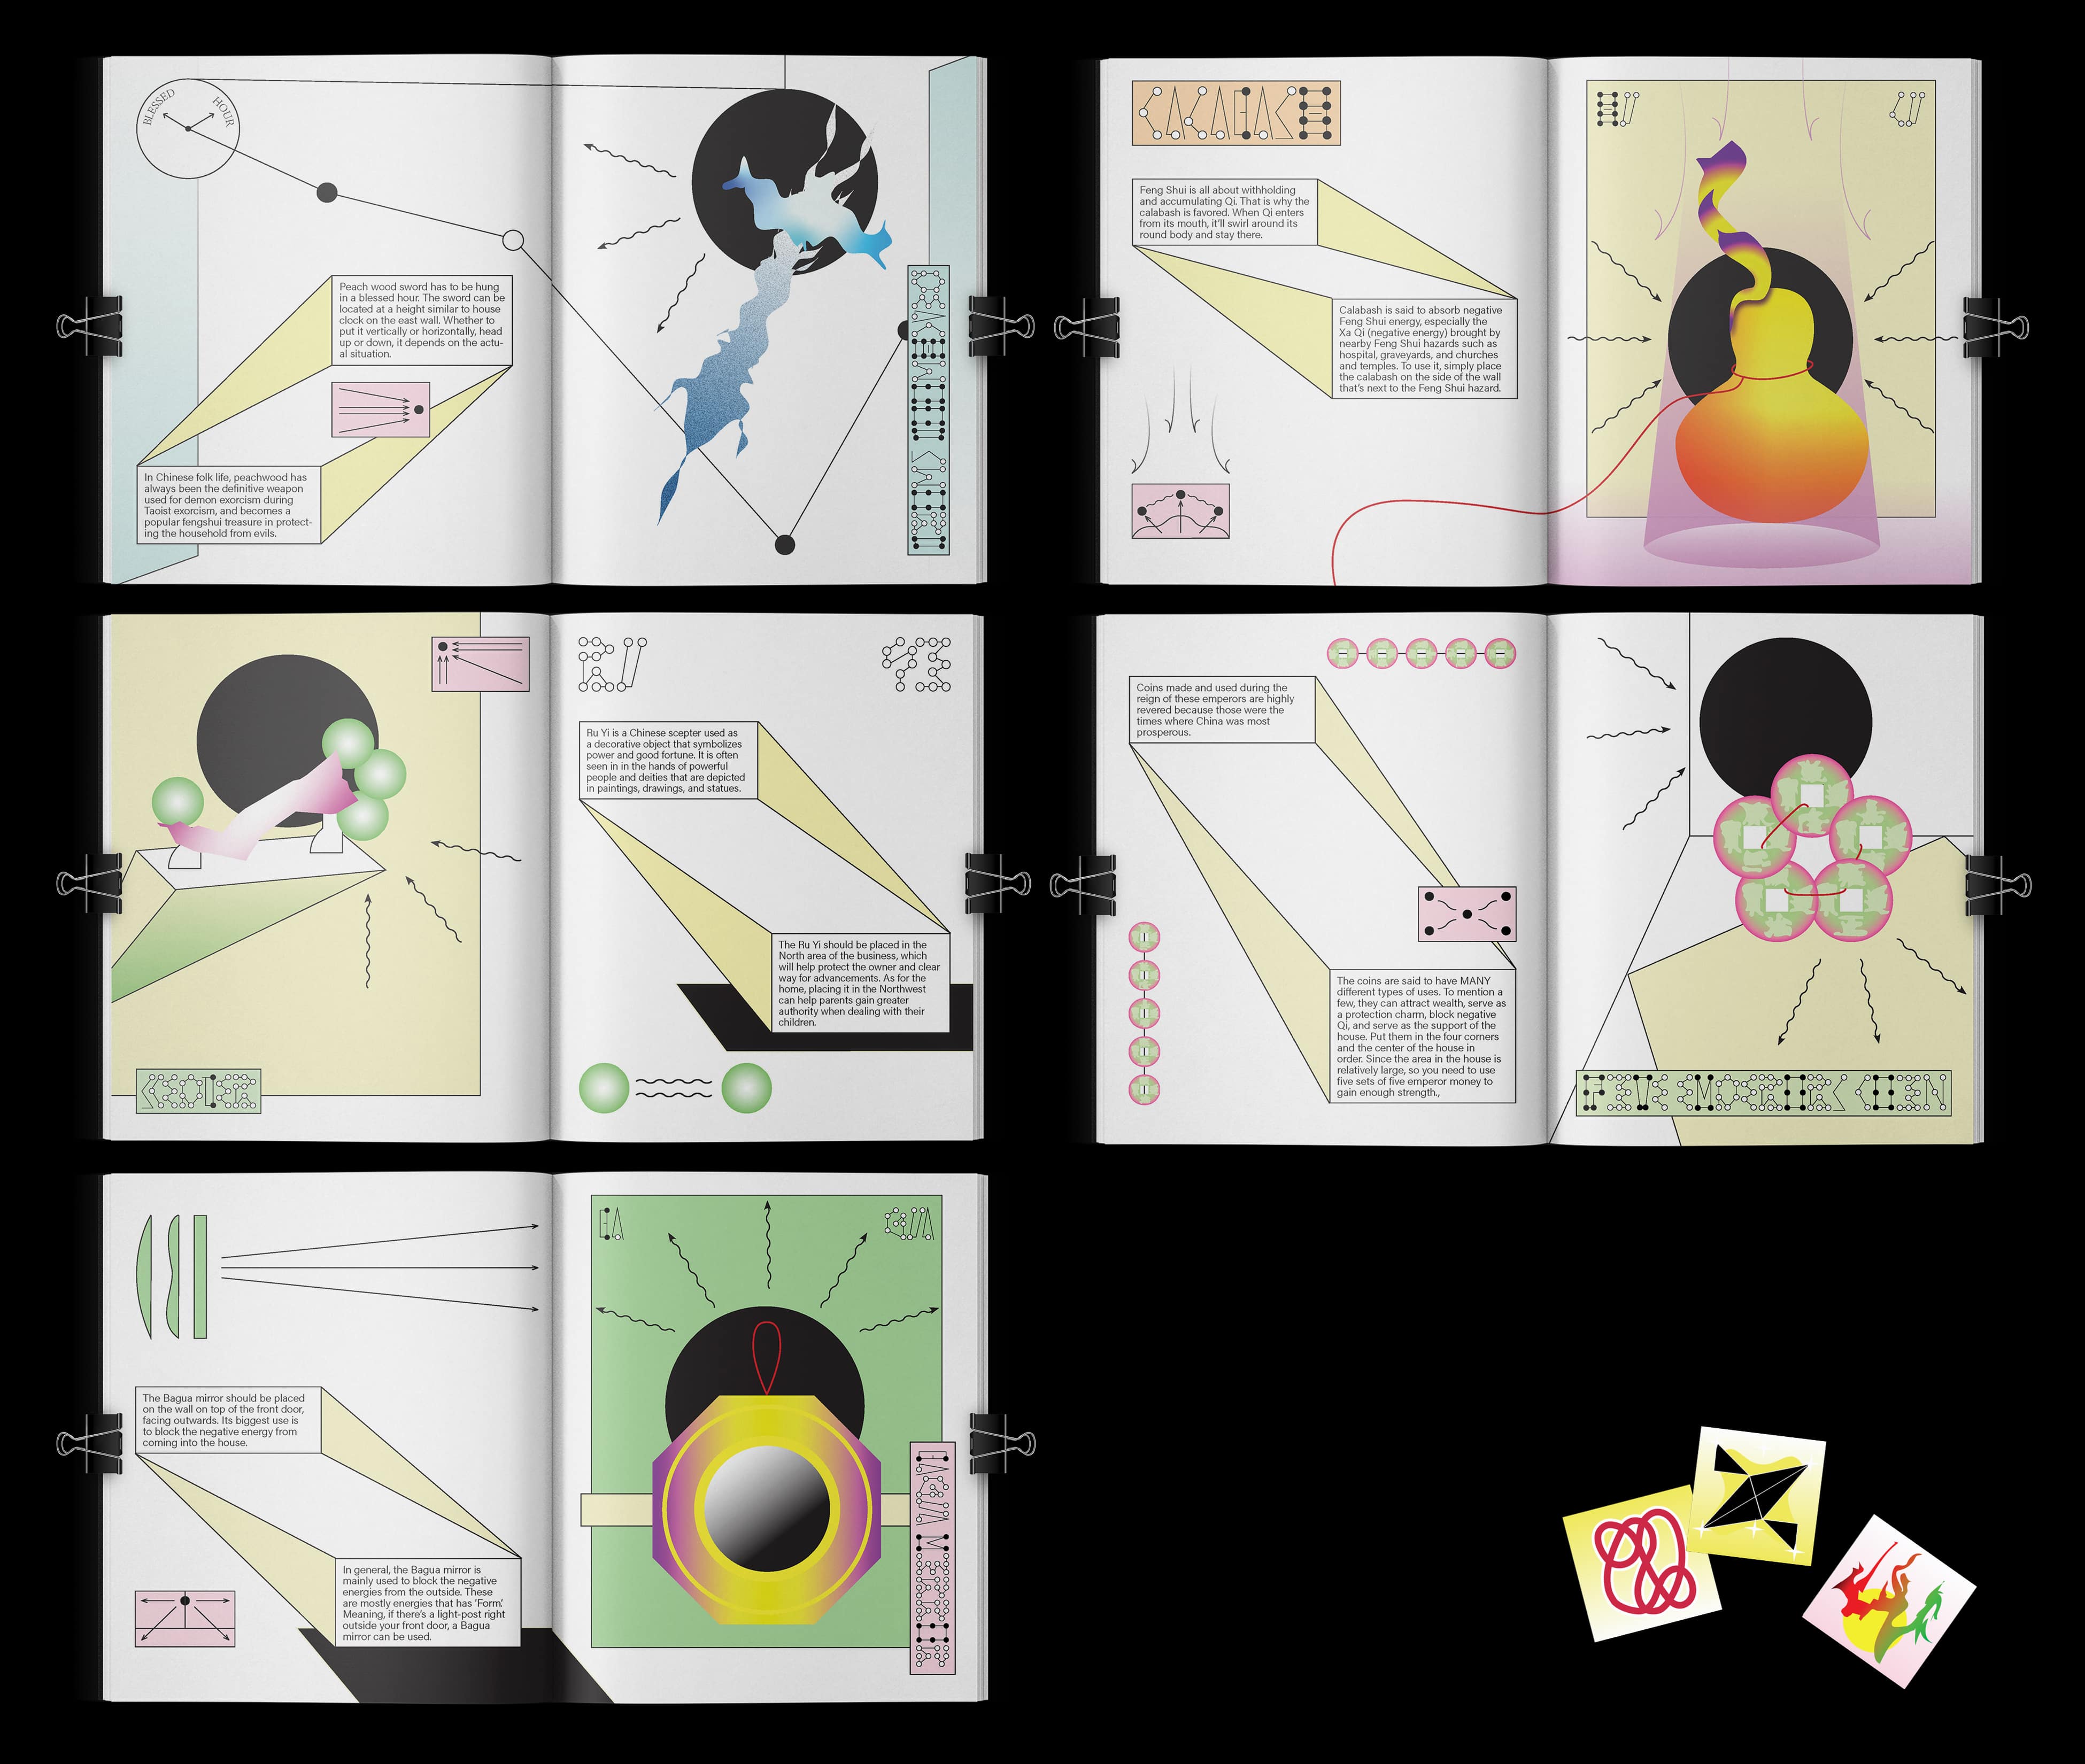 BLESSED HOUR
Peach wood sword has to be hung
in a blessed hour. The sword can be
located at a height similar to house
clock on the east wall. Whether to
put it vertically or horizontally, head
up or down, it depends on the actu-
al situation.
In Chinese folk life, peachwood has
always been the definitive weapon
used for demon exorcism during
Taoist exorcism, and becomes a
popular fengshui treasure in protect-
ing the household from evils.
Feng Shui is all about withholding
and accumulating Qi. That is why the
calabash is favored. When Qi enters
from its mouth, it'll swirl around its
round body and stay there.
Calabash is said to absorb negative
Feng Shui energy, especially the
Xa Qi (negative energy) brought by
nearby Feng Shui hazards such as
hospital, graveyards, and churches
and temples. To use it, simply place
the calabash on the side of the wall
that's next to the Feng Shui hazard.
RU
YI
Ru Yi is a Chinese scepter used as
a decorative object that symbolizes
power and good fortune. It is often
seen in in the hands of powerful
people and deities that are depicted
in paintings, drawings, and statues.
The Ru Yi should be placed in the
North area of the business, which
will help protect the owner and clear
way for advancements. As for the
home, placing it in the Northwest
can help parents gain greater
authority when dealing with their
children.
Coins made and used during the
reign of these emperors are highly
revered because those were the
times where China was most
prosperous.
The coins are said to have MANY
different types of uses. To mention a
few, they can attract wealth, serve as
a protection charm, block negative
Qi, and serve as the support of the
house. Put them in the four corners
and the center of the house in
order. Since the area in the house is
relatively large, so you need to use
five sets of five emperor money to
gain enough strength.,
FIVE EMPEROR COIN
The Bagua mirror should be placed
on the wall on top of the front door,
facing outwards. Its biggest use is
to block the negative energy from
coming into the house.
In general, the Bagua mirror is
mainly used to block the negative
energies from the outside. These
are mostly energies that has 'Form'.
Meaning, if there's a light-post right
outside your front door, a Bagua
mirror can be used.
BA
GUA
BAGUA MIRROR